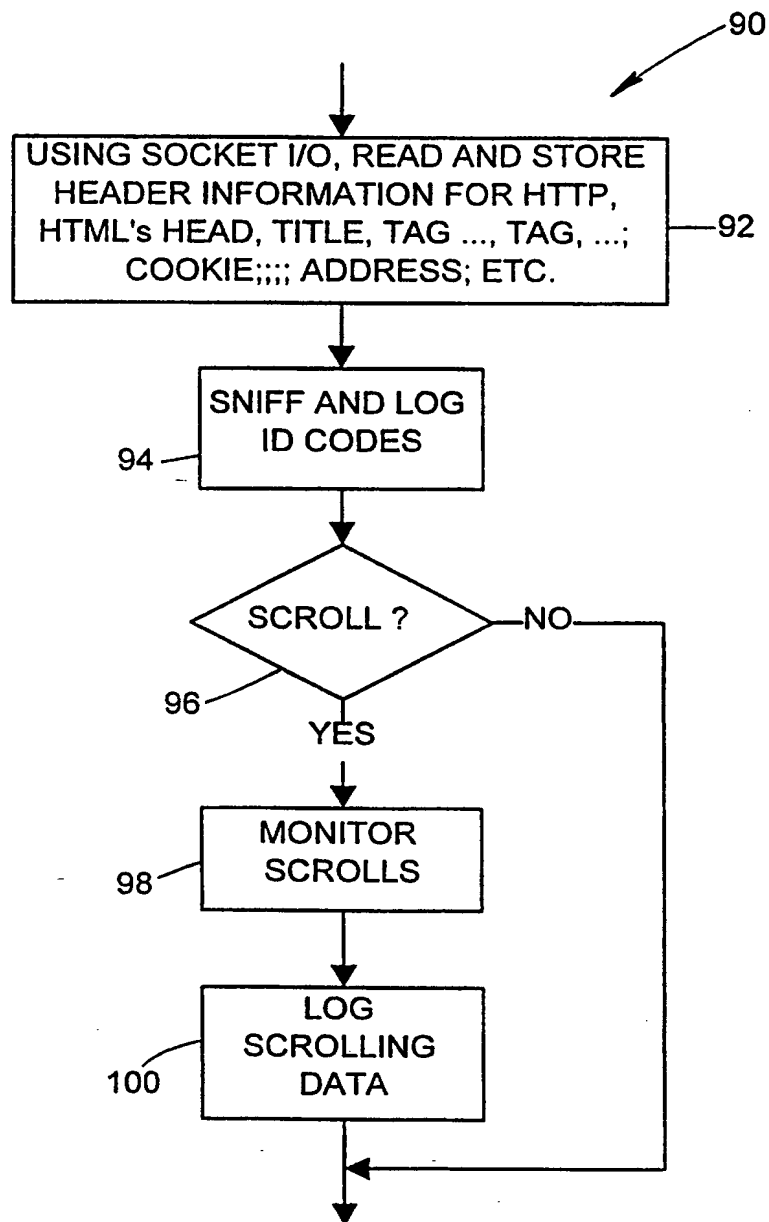 90
USING SOCKET I/O, READ AND STORE
HEADER INFORMATION FOR HTTP,
HTML's HEAD, TITLE, TAG ..., TAG, ...;
COOKIE;;;; ADDRESS; ETC.
92
SNIFF AND LOG
ID CODES
94
SCROLL ?
NO
96
YES
MONITOR
SCROLLS
98
LOG
SCROLLING
DATA
100